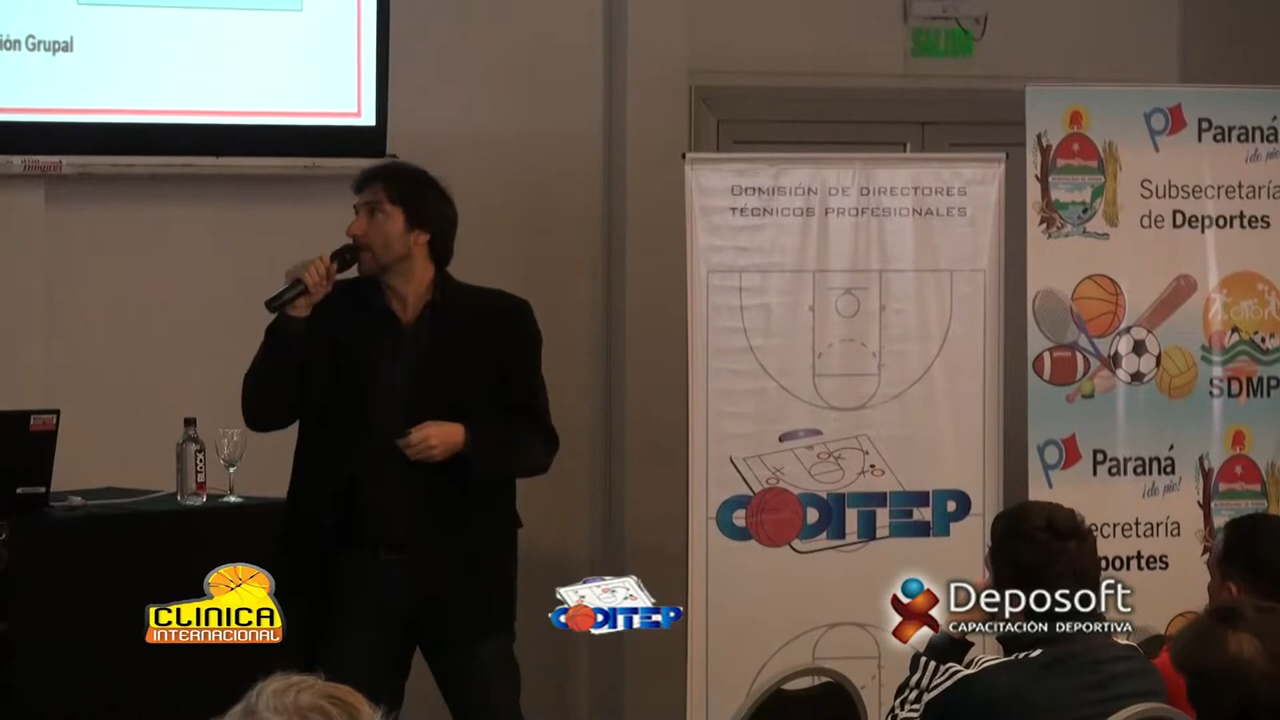 ión Grupal
SALIDA
COMISIÓN DE DIRECTORES
TÉCNICOS PROFESIONALES
CODITEP
Paraná
¡de pie!
Subsecretaría
de Deportes
SDMP
Paraná
¡de pie!
ecretaría
portes
BLOCK
CLINICA
INTERNACIONAL
CODITEP
Deposoft
CAPACITACIÓN DEPORTIVA